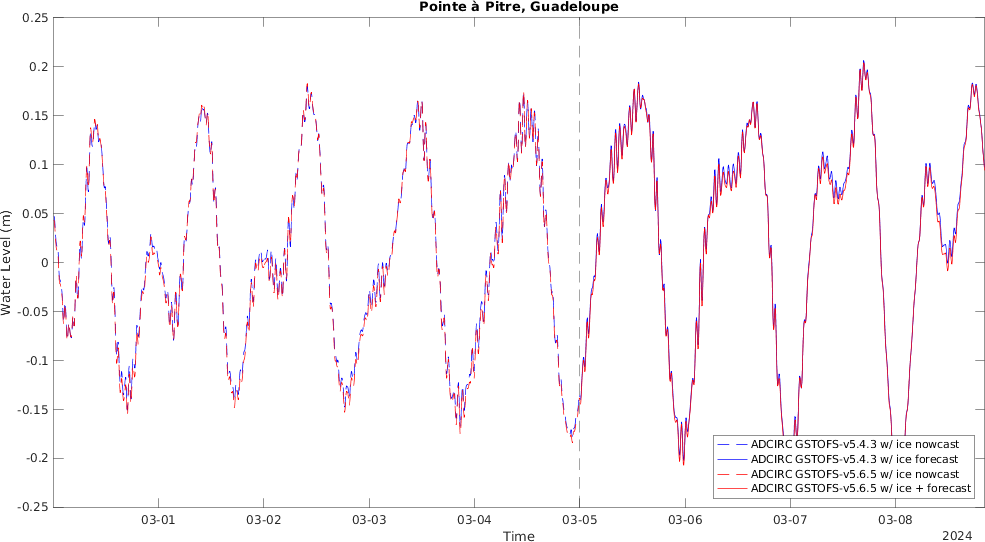 Pointe à Pitre, Guadeloupe
0.25
0.2
0.15
0.1
0.05
0
-0.05
-0.1
-0.15
-0.2
-0.25
Water Level (m)
ADCIRC GSTOFS-v5.4.3 w/ ice nowcast
ADCIRC GSTOFS-v5.4.3 w/ ice forecast
ADCIRC GSTOFS-v5.6.5 w/ ice nowcast
ADCIRC GSTOFS-v5.6.5 w/ ice + forecast
03-01
03-02
03-03
03-04
03-05
03-06
03-07
03-08
Time
2024